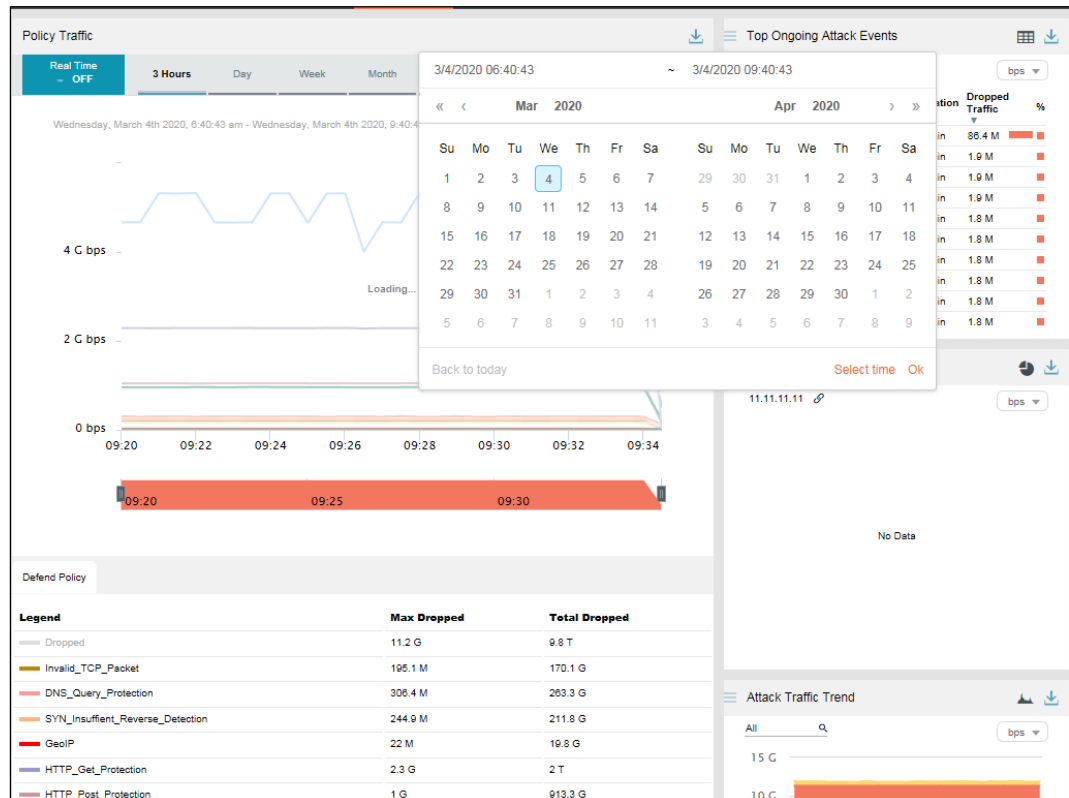 Policy Traffic
Real Time
– OFF
3 Hours Day Week Month
Wednesday, March 4th 2020, 6:40:43 am - Wednesday, March 4th 2020, 9:40:4
4 G bps
2 G bps
0 bps
Loading...
09:20 09:22 09:24 09:26 09:28 09:30 09:32 09:34
09:20 09:25 09:30
3/4/2020 06:40:43 ~ 3/4/2020 09:40:43
« ‹ Mar 2020
Su Mo Tu We Th Fr Sa
1 2 3 4 5 6 7
8 9 10 11 12 13 14
15 16 17 18 19 20 21
22 23 24 25 26 27 28
29 30 31 1 2 3 4
5 6 7 8 9 10 11
Apr 2020 › »
Su Mo Tu We Th Fr Sa
29 30 31 1 2 3 4
5 6 7 8 9 10 11
12 13 14 15 16 17 18
19 20 21 22 23 24 25
26 27 28 29 30 1 2
3 4 5 6 7 8 9
Back to today Select time Ok
Top Ongoing Attack Events
bps
ation Dropped Traffic %
in 86.4 M
in 1.9 M
in 1.9 M
in 1.9 M
in 1.8 M
in 1.8 M
in 1.8 M
in 1.8 M
in 1.8 M
in 1.8 M
11.11.11.11
bps
No Data
Defend Policy
Legend Max Dropped Total Dropped
Dropped 11.2 G 9.8 T
Invalid_TCP_Packet 195.1 M 170.1 G
DNS_Query_Protection 306.4 M 263.3 G
SYN_Insuffient_Reverse_Detection 244.9 M 211.8 G
GeoIP 22 M 19.8 G
HTTP_Get_Protection 2.3 G 2 T
HTTP_Post_Protection 1 G 913.3 G
Attack Traffic Trend
All
bps
15 G
10 G